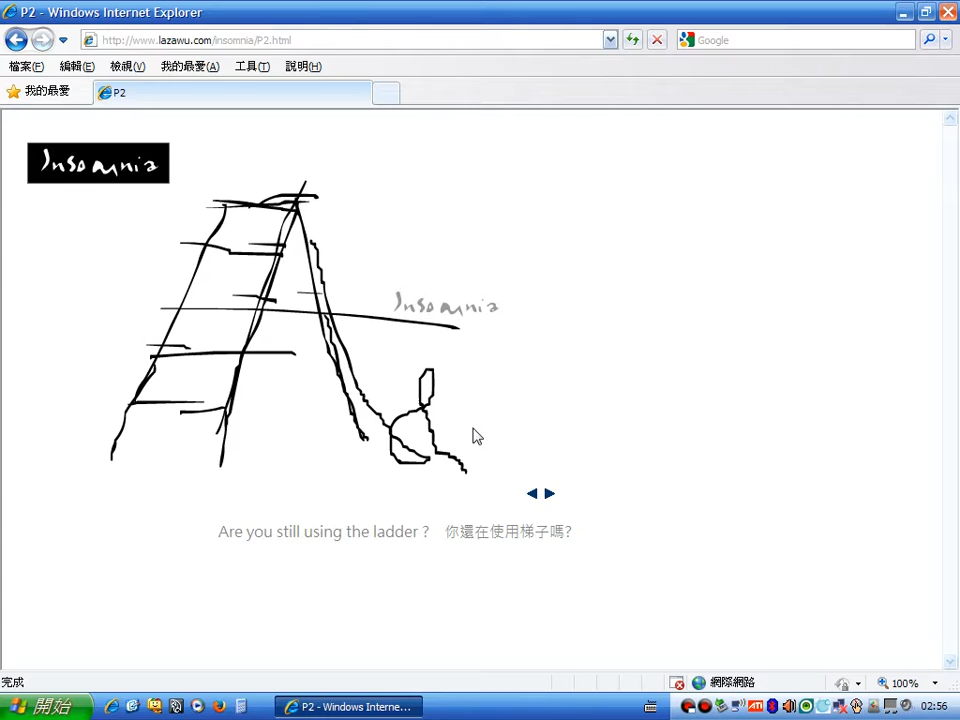 P2 - Windows Internet Explorer
http://www.lazawu.com/insomnia/P2.html
Google
檔案(F) 編輯(E) 檢視(V) 我的最愛(A) 工具(T) 說明(H)
我的最愛 P2
Insomnia
Insomnia
Are you still using the ladder ? 你還在使用梯子嗎?
完成 網際網路 100%
開始 P2 - Windows Interne... 02:56